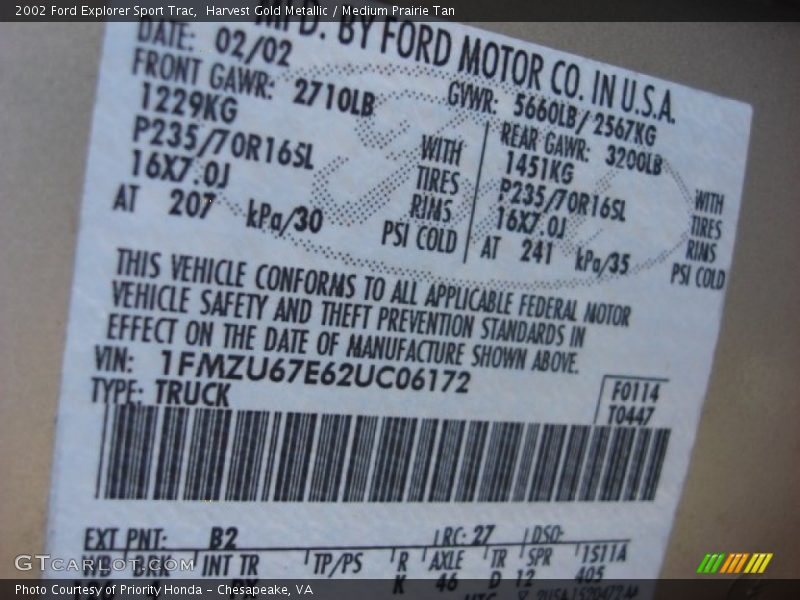 2002 Ford Explorer Sport Trac,  Harvest Gold Metallic / Medium Prairie Tan
MFD. BY FORD MOTOR CO. IN U.S.A.
DATE: 02/02 GVWR: 5660LB/2567KG
FRONT GAWR: 2710LB REAR GAWR: 3200LB
1229KG WITH 1451KG WITH
P235/70R16SL TIRES P235/70R16SL TIRES
16X7.0J RIMS 16X7.0J RIMS
AT 207 kPa/30 PSI COLD AT 241 kPa/35 PSI COLD
THIS VEHICLE CONFORMS TO ALL APPLICABLE FEDERAL MOTOR
VEHICLE SAFETY AND THEFT PREVENTION STANDARDS IN
EFFECT ON THE DATE OF MANUFACTURE SHOWN ABOVE.
VIN: 1FMZU67E62UC06172
TYPE: TRUCK
F0114
T0447
EXT PNT: B2 RC: 27 DSO:
WB BRK INT TR TP/PS R AXLE TR SPR 1S11A
K 46 D 12 405
GTcarlot.com
Photo Courtesy of Priority Honda – Chesapeake, VA